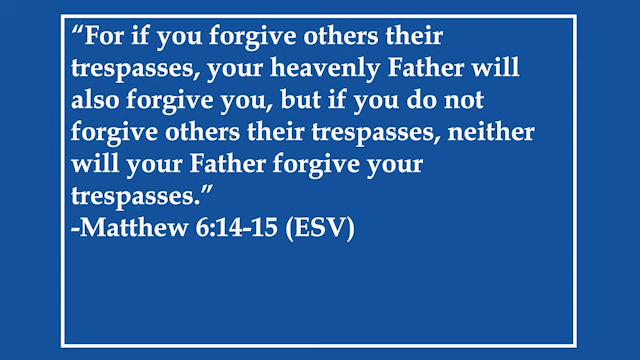 “For if you forgive others their
trespasses, your heavenly Father will
also forgive you, but if you do not
forgive others their trespasses, neither
will your Father forgive your
trespasses.”
-Matthew 6:14-15 (ESV)